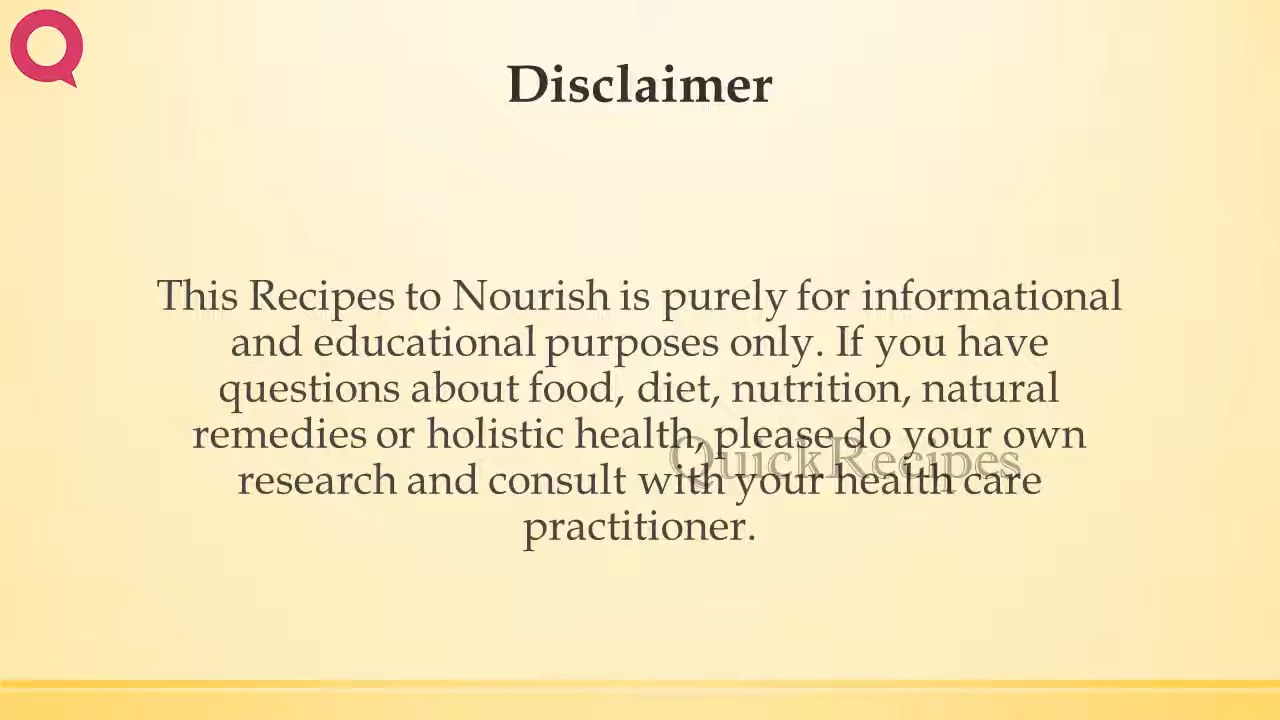 Disclaimer
This Recipes to Nourish is purely for informational
and educational purposes only. If you have
questions about food, diet, nutrition, natural
remedies or holistic health, please do your own
QuickRecipes
research and consult with your health care
practitioner.